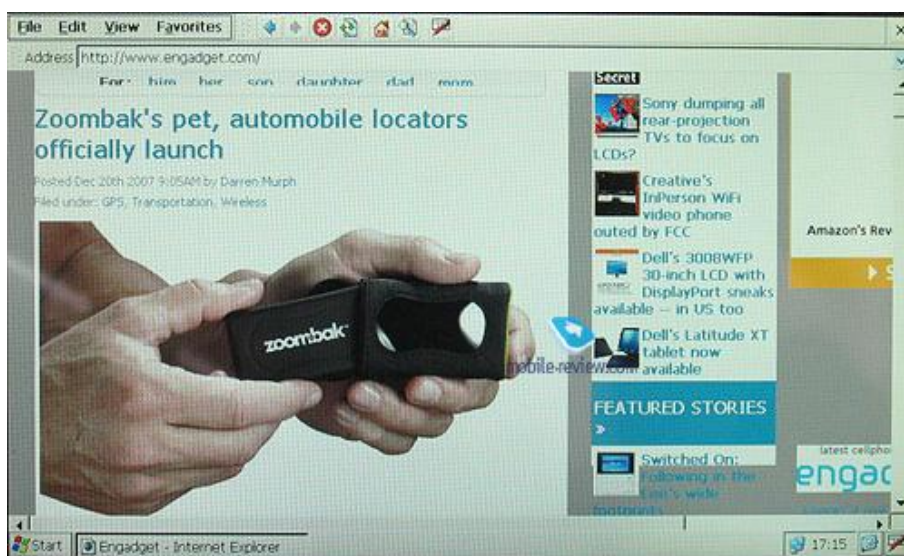 File Edit View Favorites
Address http://www.engadget.com/
For: him her son daughter dad mom
Zoombak's pet, automobile locators
officially launch
Posted Dec 20th 2007 9:05AM by Darren Murph
Filed under: GPS, Transportation, Wireless
zoombak
mobile-review.com
Secret
Sony dumping all
rear-projection
TVs to focus on
LCDs?
Creative's
InPerson WiFi
video phone
outed by FCC
Dell's 3008WFP
30-inch LCD with
DisplayPort sneaks
available -- in US too
Dell's Latitude XT
tablet now
available
FEATURED STORIES
»
Switched On:
Following in the
Eee's wide
footprints
Amazon's Rev
S
latest cellpho
engad
Start Engadget - Internet Explorer 17:15